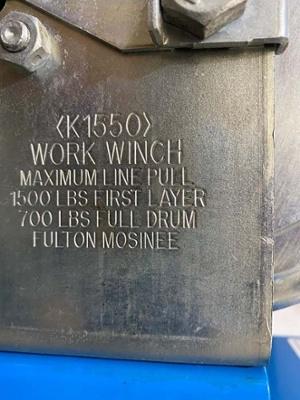 <K1550>
WORK WINCH
MAXIMUM LINE PULL
1500 LBS FIRST LAYER
700 LBS FULL DRUM
FULTON MOSINEE